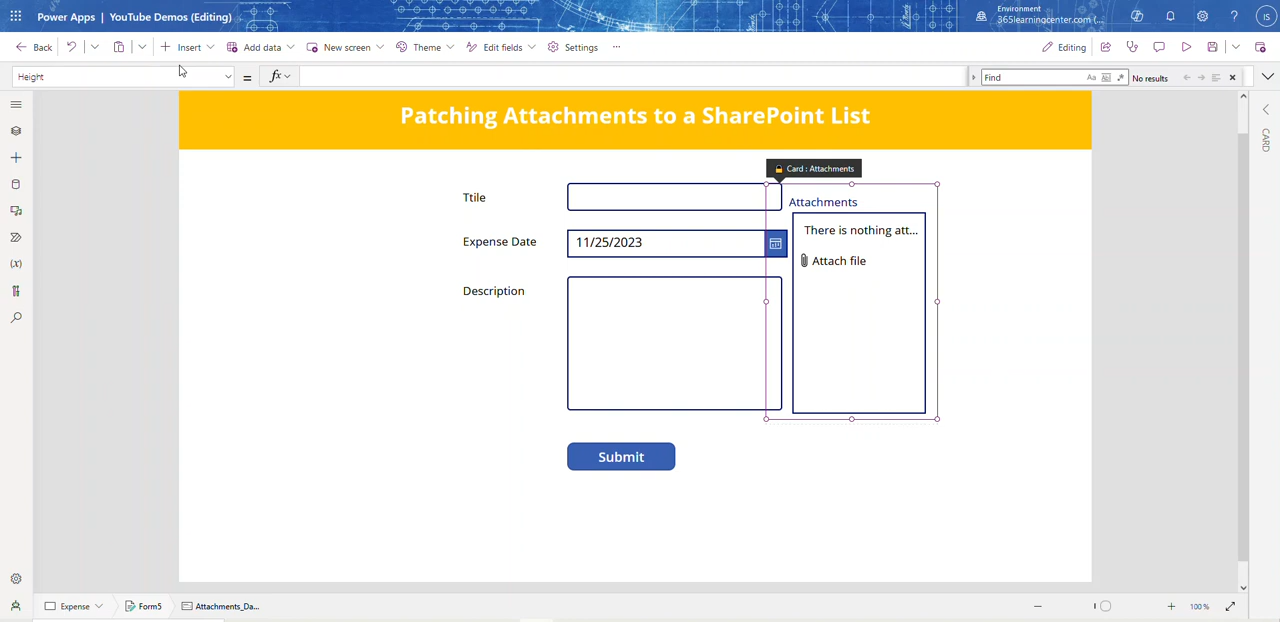 Power Apps | YouTube Demos (Editing)
Environment
365learningcenter.com (...
IS
Back
Insert
Add data
New screen
Theme
Edit fields
Settings
...
Editing
Height
=
fx
Find
Aa
No results
Patching Attachments to a SharePoint List
Card : Attachments
Ttile
Attachments
There is nothing att...
Expense Date
11/25/2023
Attach file
Description
Submit
CARD
Expense
Form5
Attachments_Da...
100 %